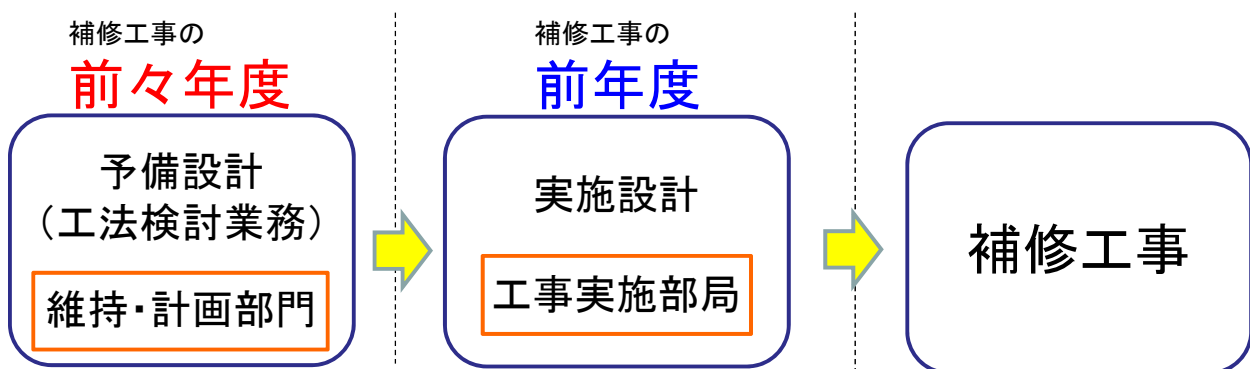 補修工事の
前々年度
予備設計
（工法検討業務）
維持・計画部門
補修工事の
前年度
実施設計
工事実施部局
補修工事